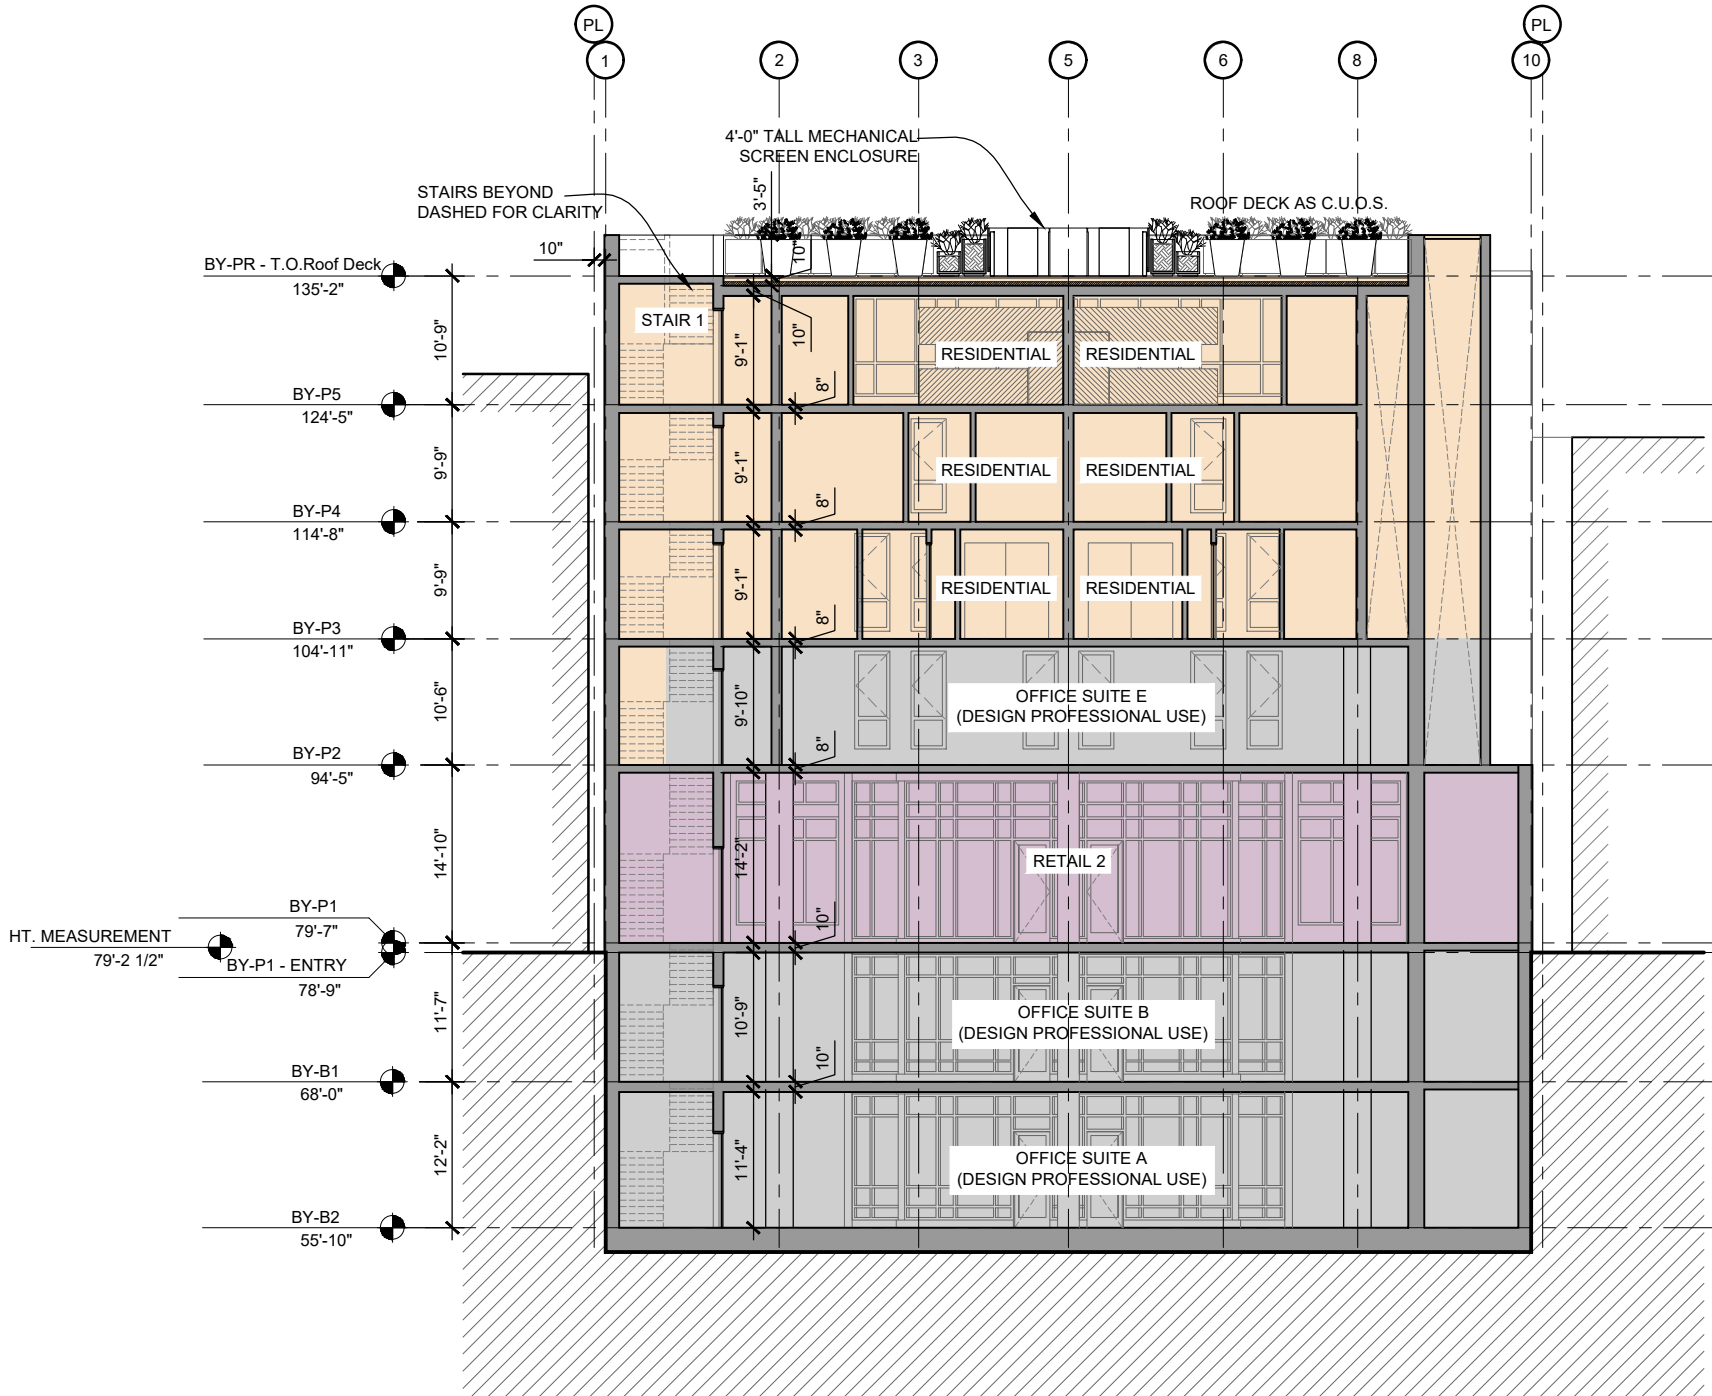 PL
PL
1
2
3
5
6
8
10
4'-0" TALL MECHANICAL
SCREEN ENCLOSURE
STAIRS BEYOND
DASHED FOR CLARITY
3'-5"
ROOF DECK AS C.U.O.S.
10"
10"
BY-PR - T.O.Roof Deck
135'-2"
STAIR 1
10'-9"
9'-1"
10"
RESIDENTIAL
RESIDENTIAL
8"
BY-P5
124'-5"
9'-9"
9'-1"
RESIDENTIAL
RESIDENTIAL
8"
BY-P4
114'-8"
9'-9"
9'-1"
RESIDENTIAL
RESIDENTIAL
8"
BY-P3
104'-11"
10'-6"
9'-10"
OFFICE SUITE E
(DESIGN PROFESSIONAL USE)
8"
BY-P2
94'-5"
14'-10"
14'-2"
RETAIL 2
10"
BY-P1
79'-7"
HT. MEASUREMENT
79'-2 1/2"
BY-P1 - ENTRY
78'-9"
11'-7"
10'-9"
OFFICE SUITE B
(DESIGN PROFESSIONAL USE)
10"
BY-B1
68'-0"
12'-2"
11'-4"
OFFICE SUITE A
(DESIGN PROFESSIONAL USE)
BY-B2
55'-10"